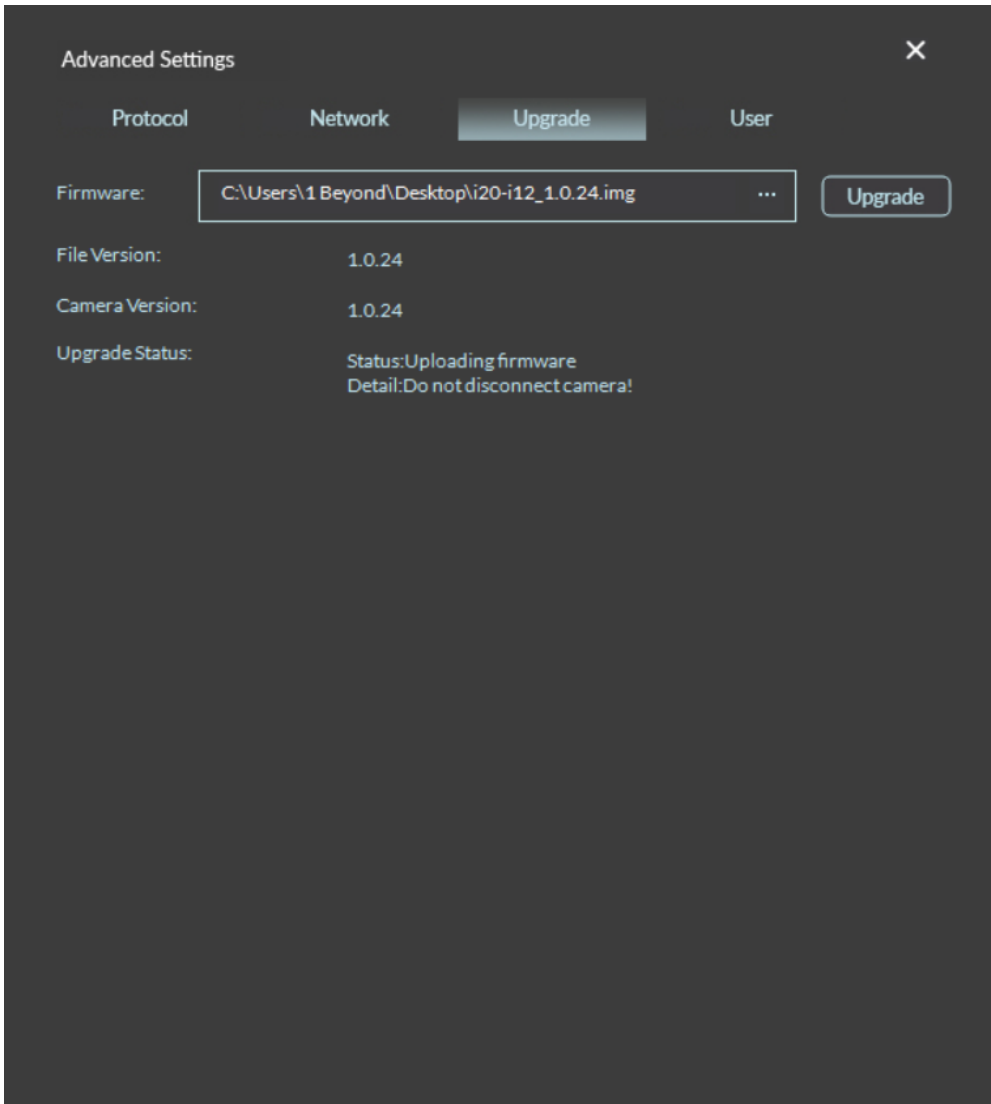 Advanced Settings
Protocol Network Upgrade User
Firmware: C:\Users\1 Beyond\Desktop\i20-i12_1.0.24.img ... Upgrade
File Version: 1.0.24
Camera Version: 1.0.24
Upgrade Status: Status:Uploading firmware
Detail:Do not disconnect camera!